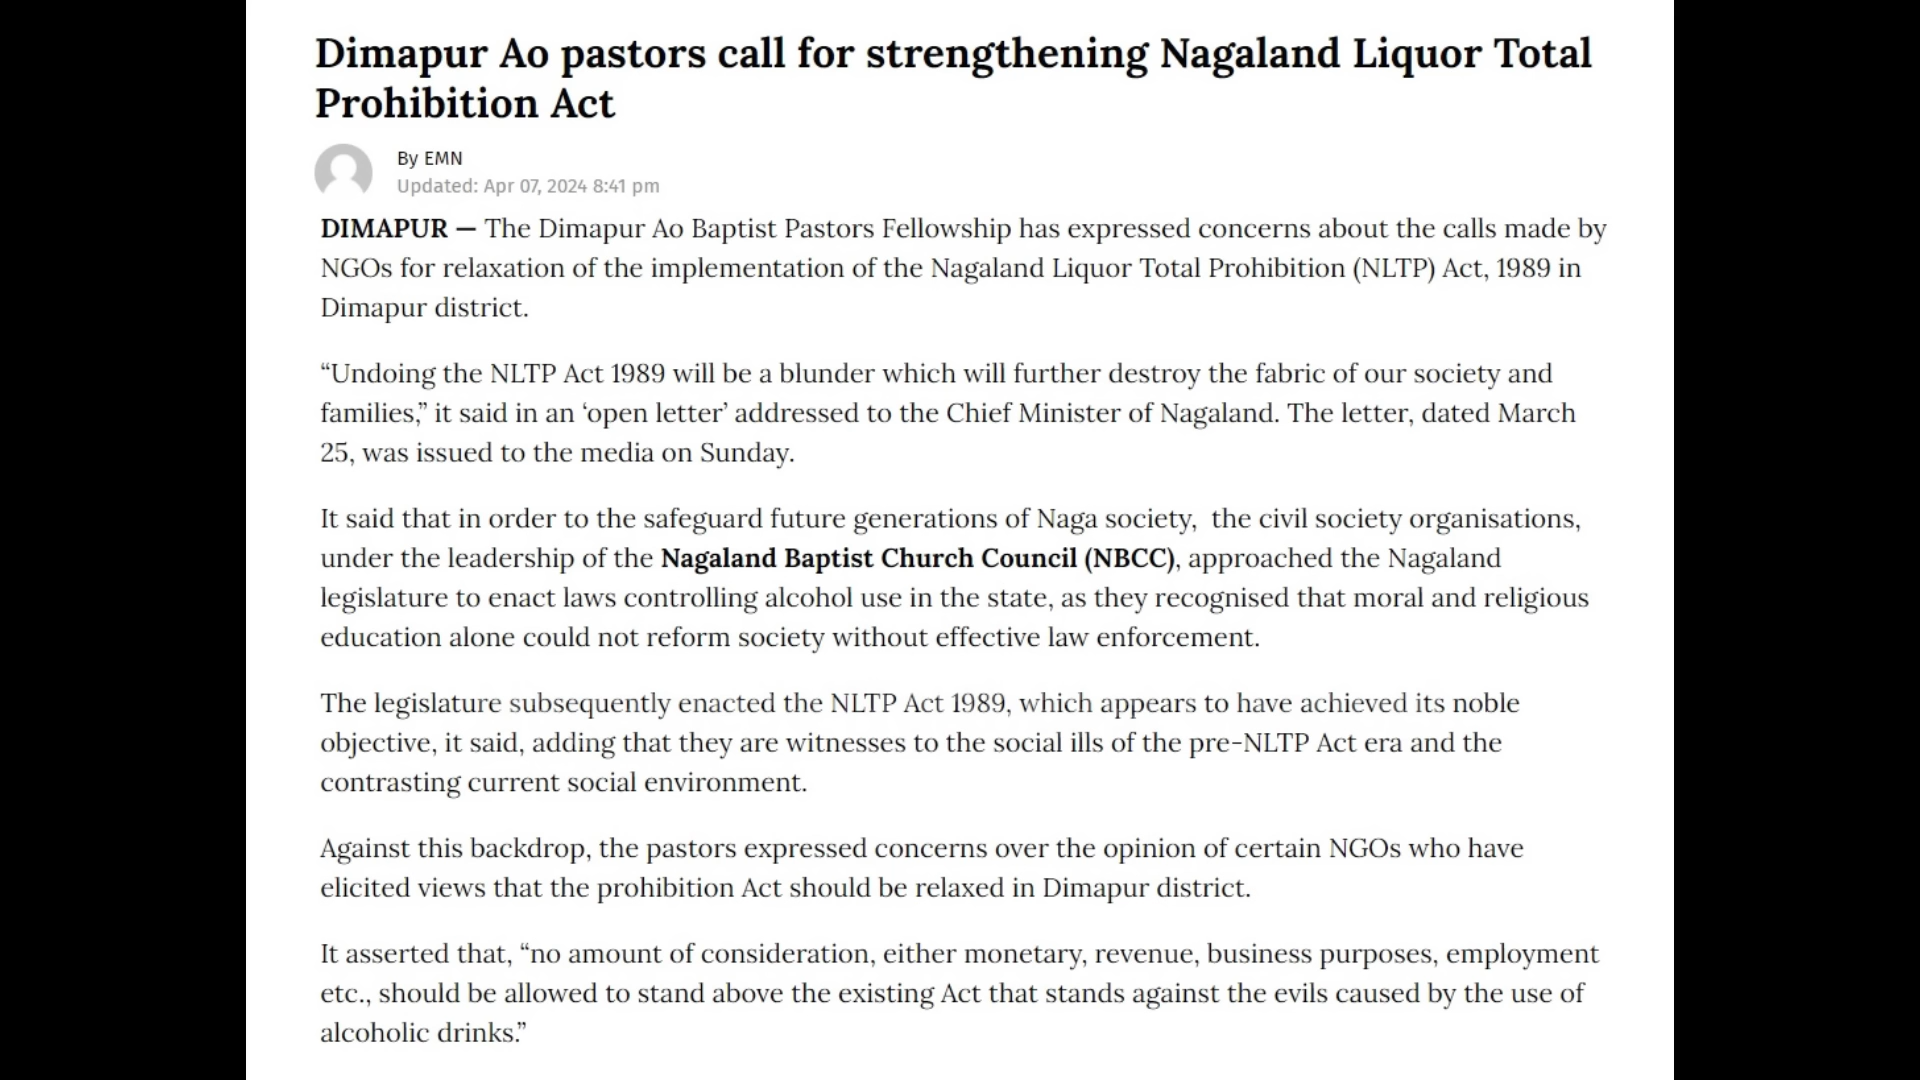 Dimapur Ao pastors call for strengthening Nagaland Liquor Total
Prohibition Act
By EMN
Updated: Apr 07, 2024 8:41 pm
DIMAPUR — The Dimapur Ao Baptist Pastors Fellowship has expressed concerns about the calls made by
NGOs for relaxation of the implementation of the Nagaland Liquor Total Prohibition (NLTP) Act, 1989 in
Dimapur district.
“Undoing the NLTP Act 1989 will be a blunder which will further destroy the fabric of our society and
families,” it said in an ‘open letter’ addressed to the Chief Minister of Nagaland. The letter, dated March
25, was issued to the media on Sunday.
It said that in order to the safeguard future generations of Naga society,  the civil society organisations,
under the leadership of the Nagaland Baptist Church Council (NBCC), approached the Nagaland
legislature to enact laws controlling alcohol use in the state, as they recognised that moral and religious
education alone could not reform society without effective law enforcement.
The legislature subsequently enacted the NLTP Act 1989, which appears to have achieved its noble
objective, it said, adding that they are witnesses to the social ills of the pre-NLTP Act era and the
contrasting current social environment.
Against this backdrop, the pastors expressed concerns over the opinion of certain NGOs who have
elicited views that the prohibition Act should be relaxed in Dimapur district.
It asserted that, “no amount of consideration, either monetary, revenue, business purposes, employment
etc., should be allowed to stand above the existing Act that stands against the evils caused by the use of
alcoholic drinks.”